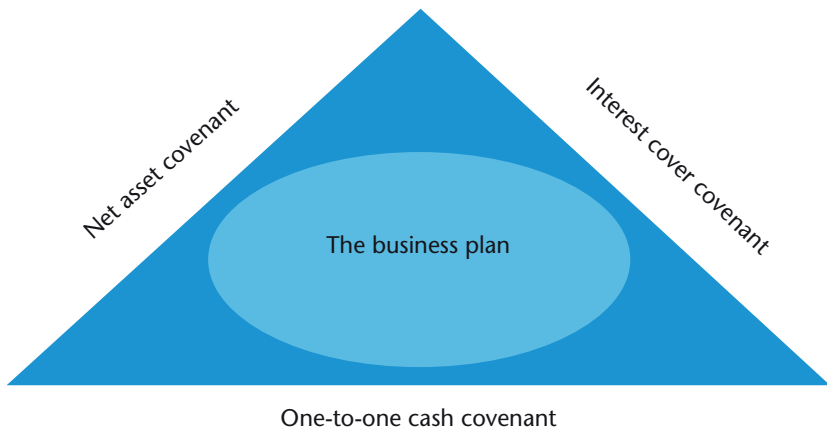 Net asset covenant
Interest cover covenant
The business plan
One-to-one cash covenant